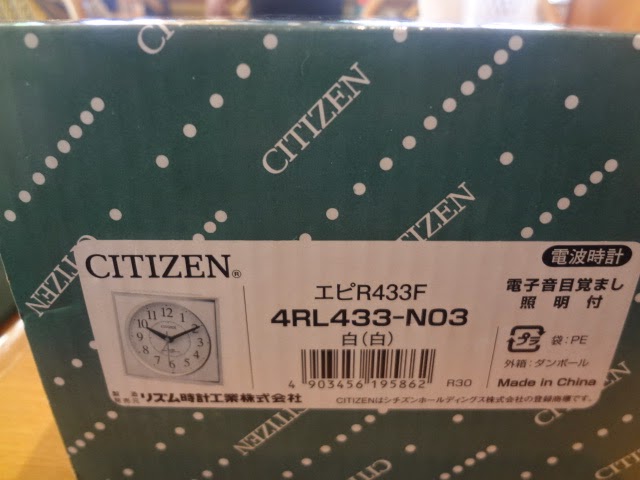 CITIZEN
CITIZEN
CITIZEN
CITIZEN
CITIZEN®
電波時計
エピR433F
電子音目覚まし
照明付
4RL433-N03
白(白)
プラ
袋:PE
外箱:ダンボール
4 903456 195862
R30
Made in China
製造
リズム時計工業株式会社
CITIZENはシチズンホールディングス株式会社の登録商標です。
CITIZEN